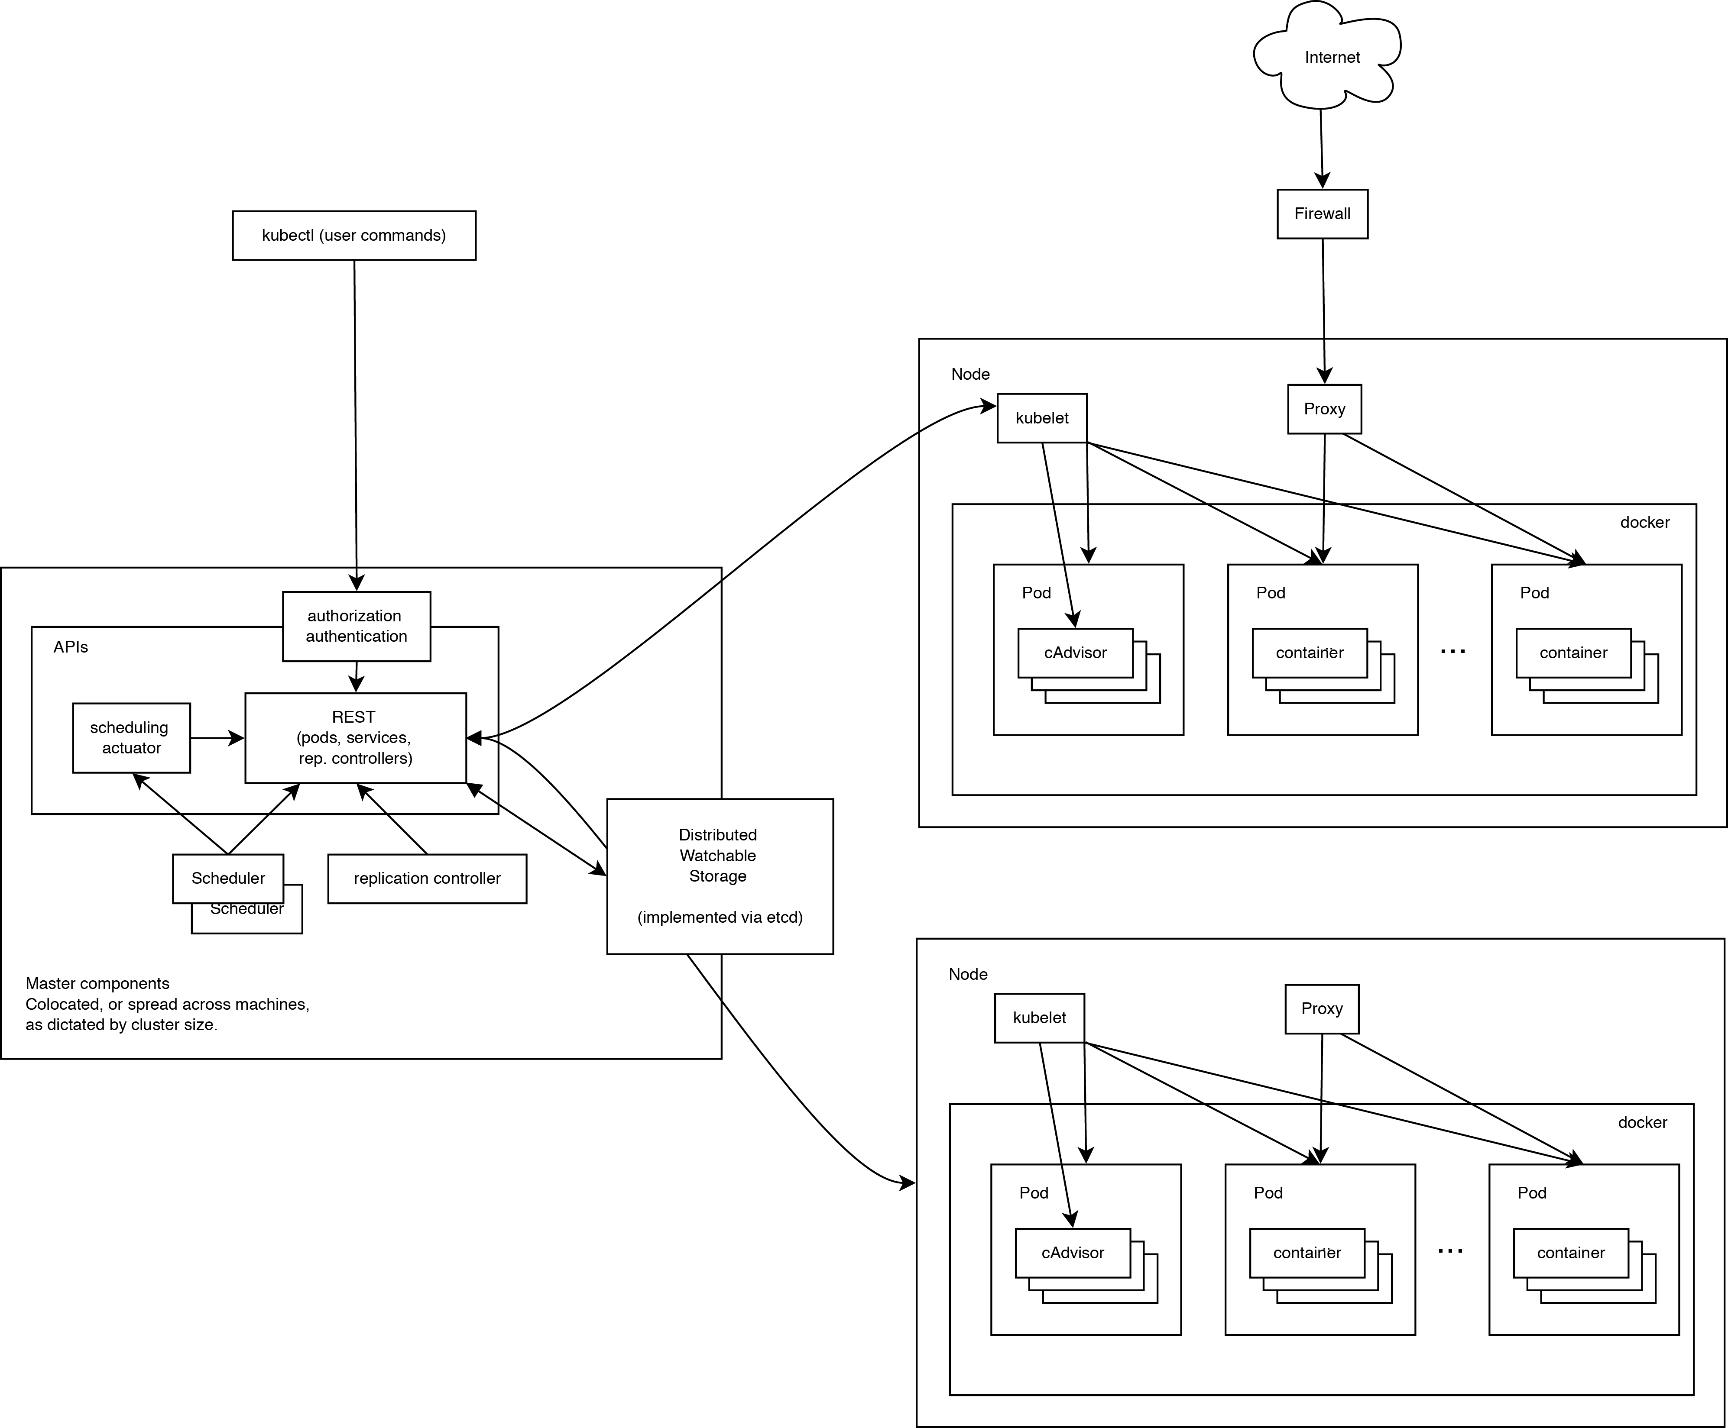 Internet
Firewall
kubectl (user commands)
Node
kubelet
Proxy
docker
Pod
cAdvisor
Pod
container
...
Pod
container
authorization
authentication
APIs
scheduling
actuator
REST
(pods, services,
rep. controllers)
Distributed
Watchable
Storage
(implemented via etcd)
Scheduler
Scheduler
replication controller
Master components
Colocated, or spread across machines,
as dictated by cluster size.
Node
kubelet
Proxy
docker
Pod
cAdvisor
Pod
container
...
Pod
container